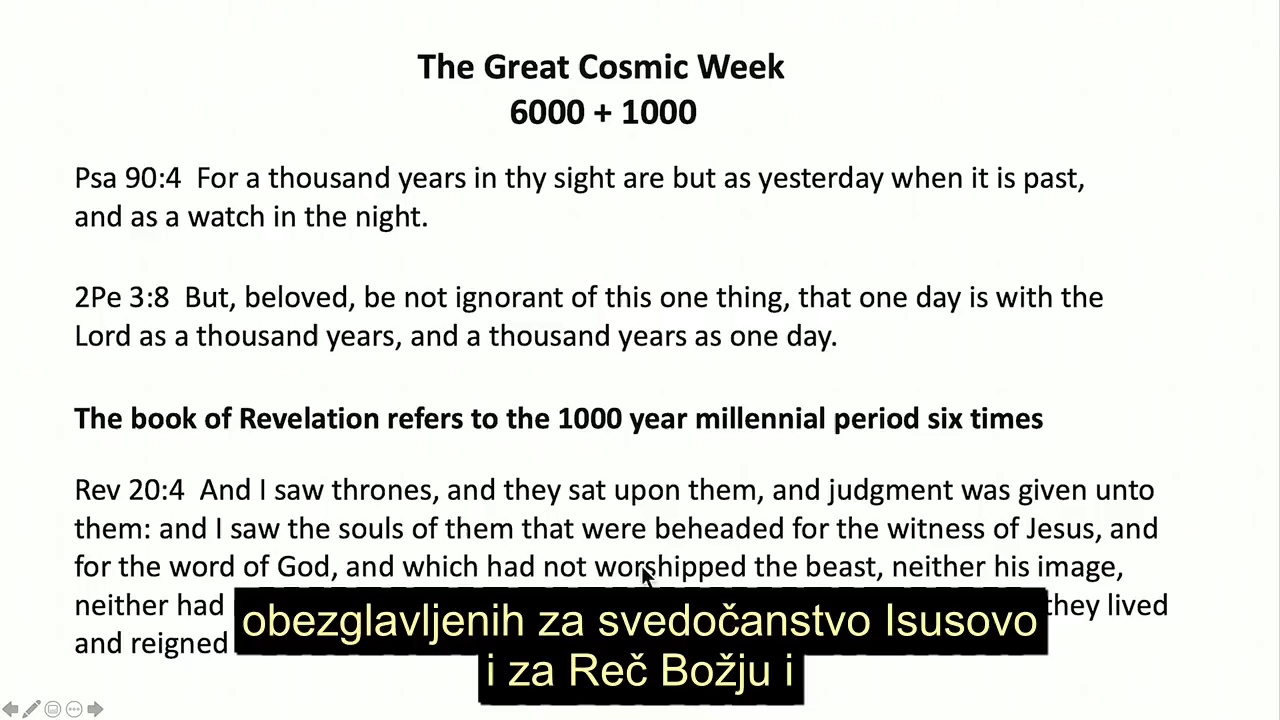 The Great Cosmic Week
6000 + 1000
Psa 90:4 For a thousand years in thy sight are but as yesterday when it is past,
and as a watch in the night.
2Pe 3:8 But, beloved, be not ignorant of this one thing, that one day is with the
Lord as a thousand years, and a thousand years as one day.
The book of Revelation refers to the 1000 year millennial period six times
Rev 20:4 And I saw thrones, and they sat upon them, and judgment was given unto
them: and I saw the souls of them that were beheaded for the witness of Jesus, and
for the word of God, and which had not worshipped the beast, neither his image,
neither had they lived
and reigned
obezglavljenih za svedočanstvo Isusovo
i za Reč Božju i